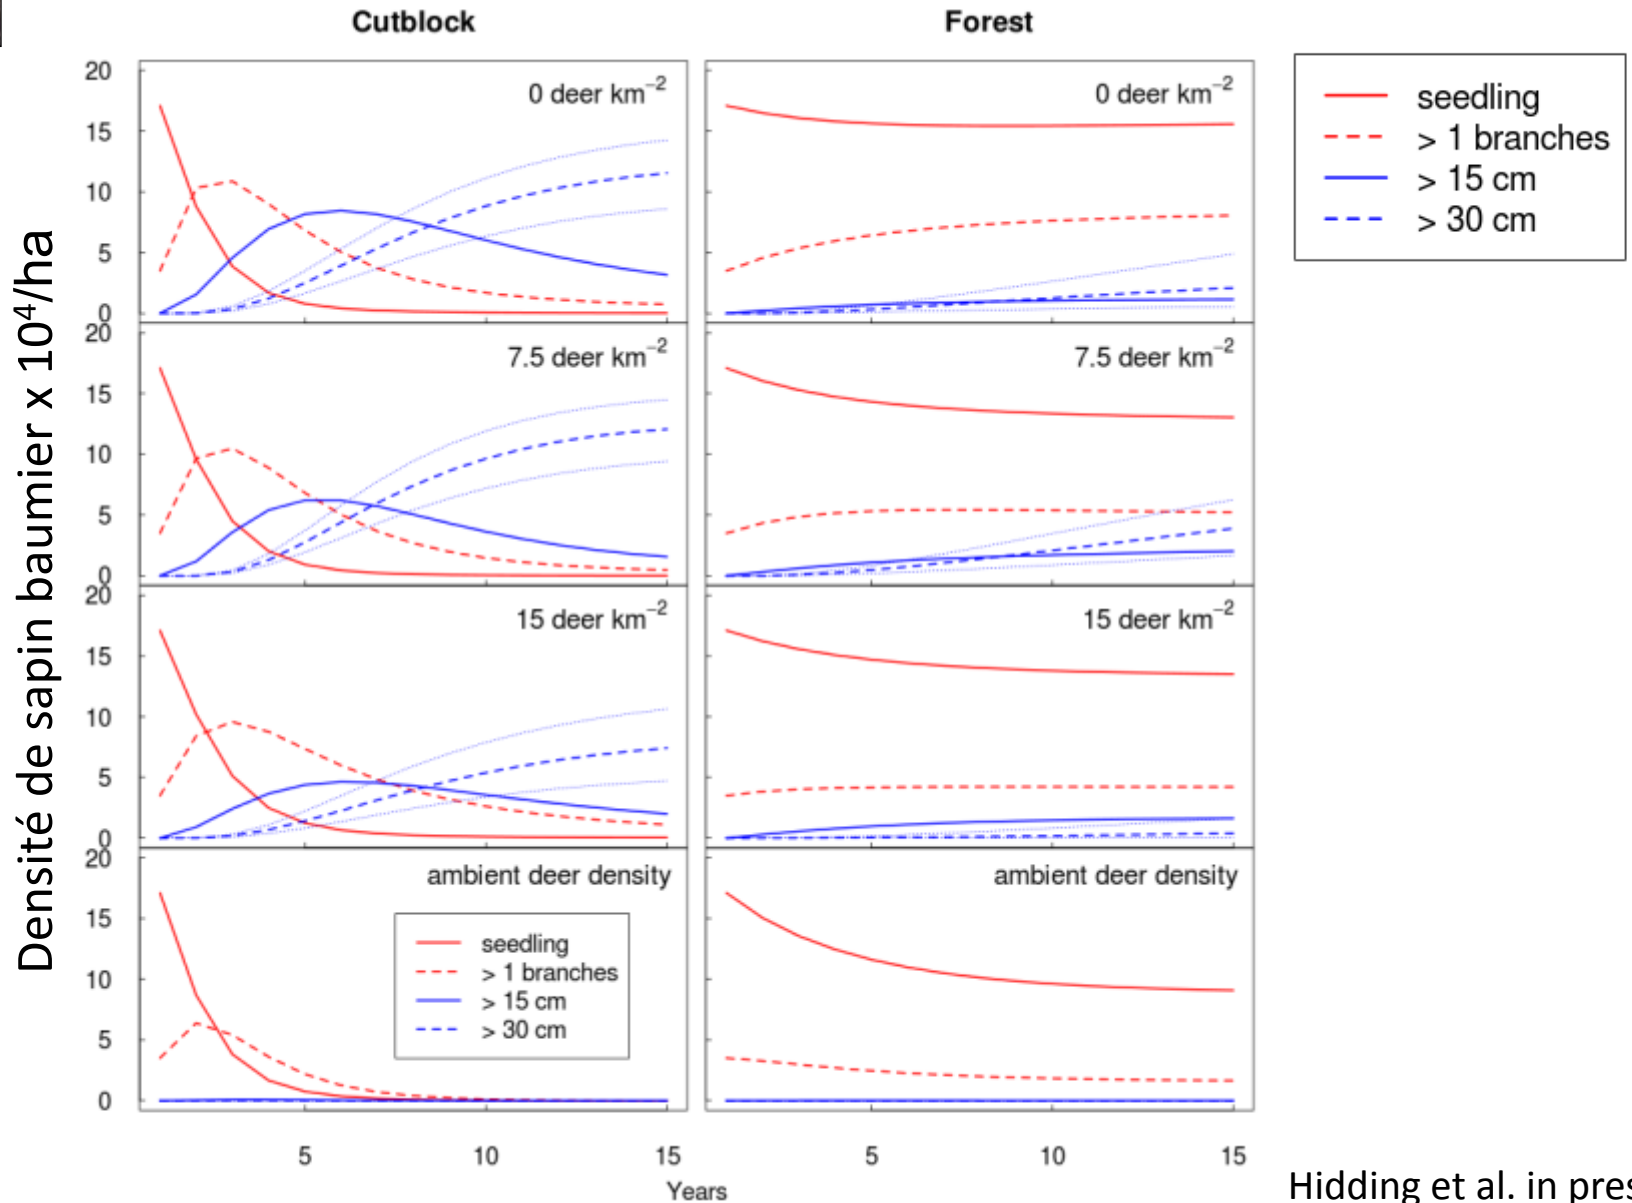 Cutblock
Forest
Densité de sapin baumier x 10⁴/ha
20
15
10
5
0
0 deer km⁻²
0 deer km⁻²
seedling
> 1 branches
> 15 cm
> 30 cm
20
15
10
5
0
7.5 deer km⁻²
7.5 deer km⁻²
20
15
10
5
0
15 deer km⁻²
15 deer km⁻²
20
15
10
5
0
ambient deer density
seedling
> 1 branches
> 15 cm
> 30 cm
ambient deer density
5 10 15
5 10 15
Years
Hidding et al. in pres